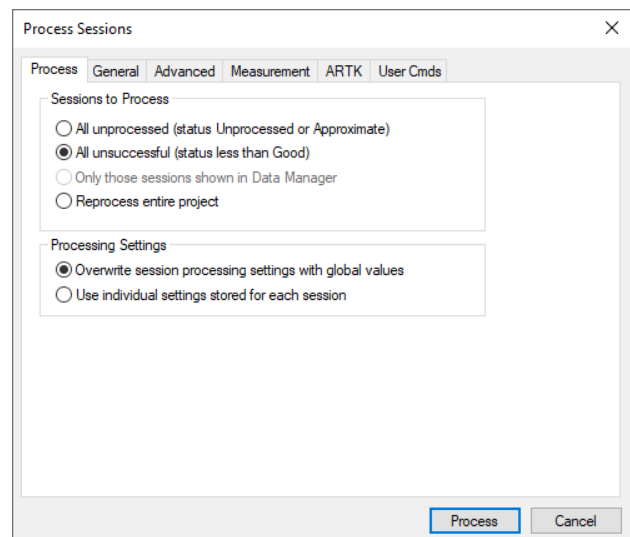 Process Sessions
Process General Advanced Measurement ARTK User Cmds
Sessions to Process
All unprocessed (status Unprocessed or Approximate)
All unsuccessful (status less than Good)
Only those sessions shown in Data Manager
Reprocess entire project
Processing Settings
Overwrite session processing settings with global values
Use individual settings stored for each session
Process Cancel